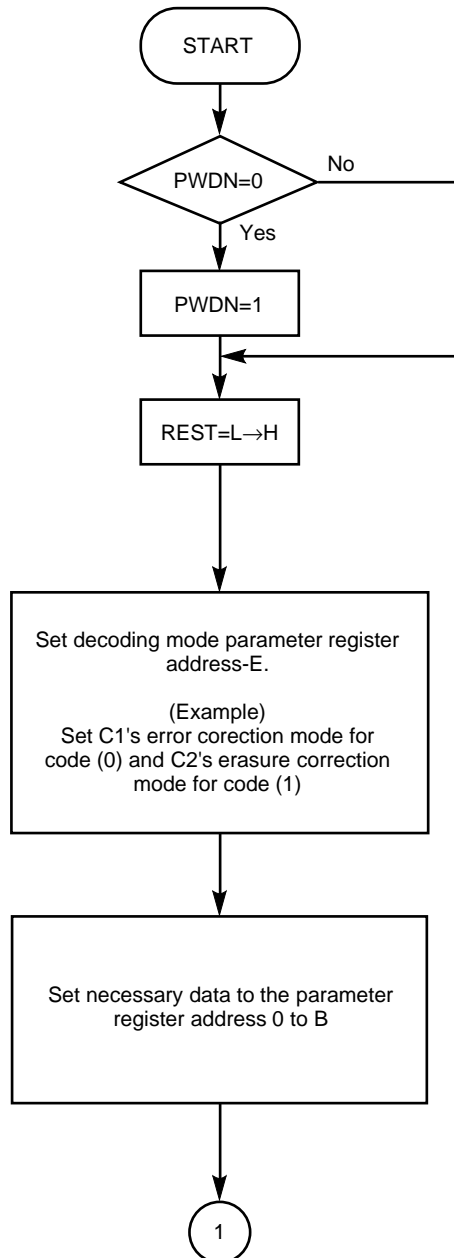 START
PWDN=0
No
Yes
PWDN=1
REST=L→H
Set decoding mode parameter register
address-E.
(Example)
Set C1's error corection mode for
code (0) and C2's erasure correction
mode for code (1)
Set necessary data to the parameter
register address 0 to B
1